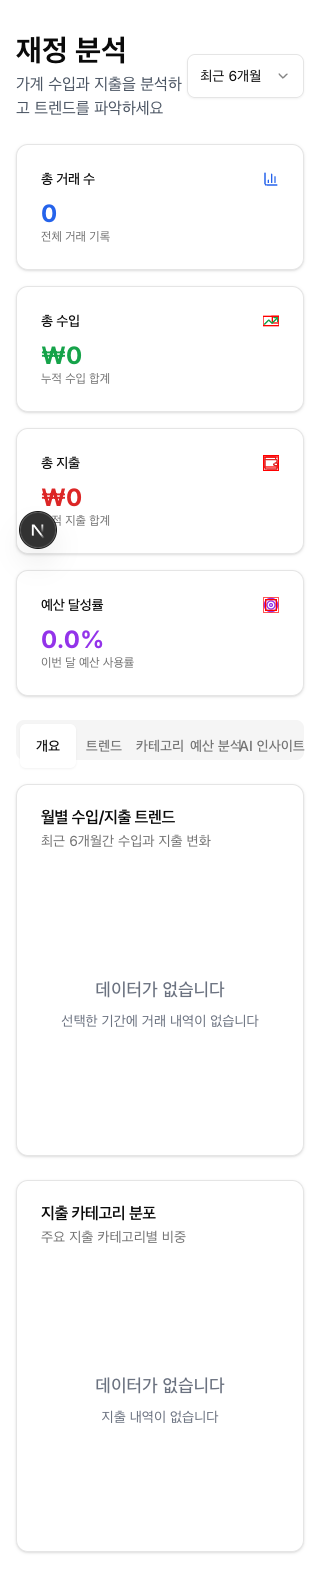 재정 분석
가계 수입과 지출을 분석하
고 트렌드를 파악하세요
최근 6개월
총 거래 수
0
전체 거래 기록
총 수입
₩0
누적 수입 합계
총 지출
₩0
적 지출 합계
N
예산 달성률
0.0%
이번 달 예산 사용률
개요 트렌드 카테고리 예산 분석 AI 인사이트
월별 수입/지출 트렌드
최근 6개월간 수입과 지출 변화
데이터가 없습니다
선택한 기간에 거래 내역이 없습니다
지출 카테고리 분포
주요 지출 카테고리별 비중
데이터가 없습니다
지출 내역이 없습니다